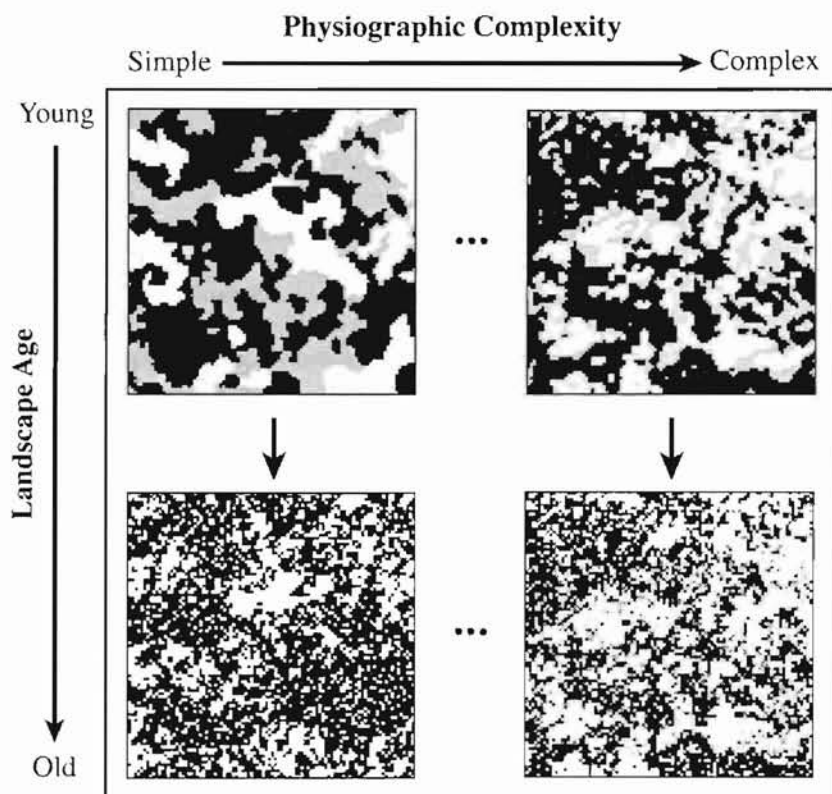 Physiographic Complexity
Simple Complex
Young
...
Landscape Age
...
Old